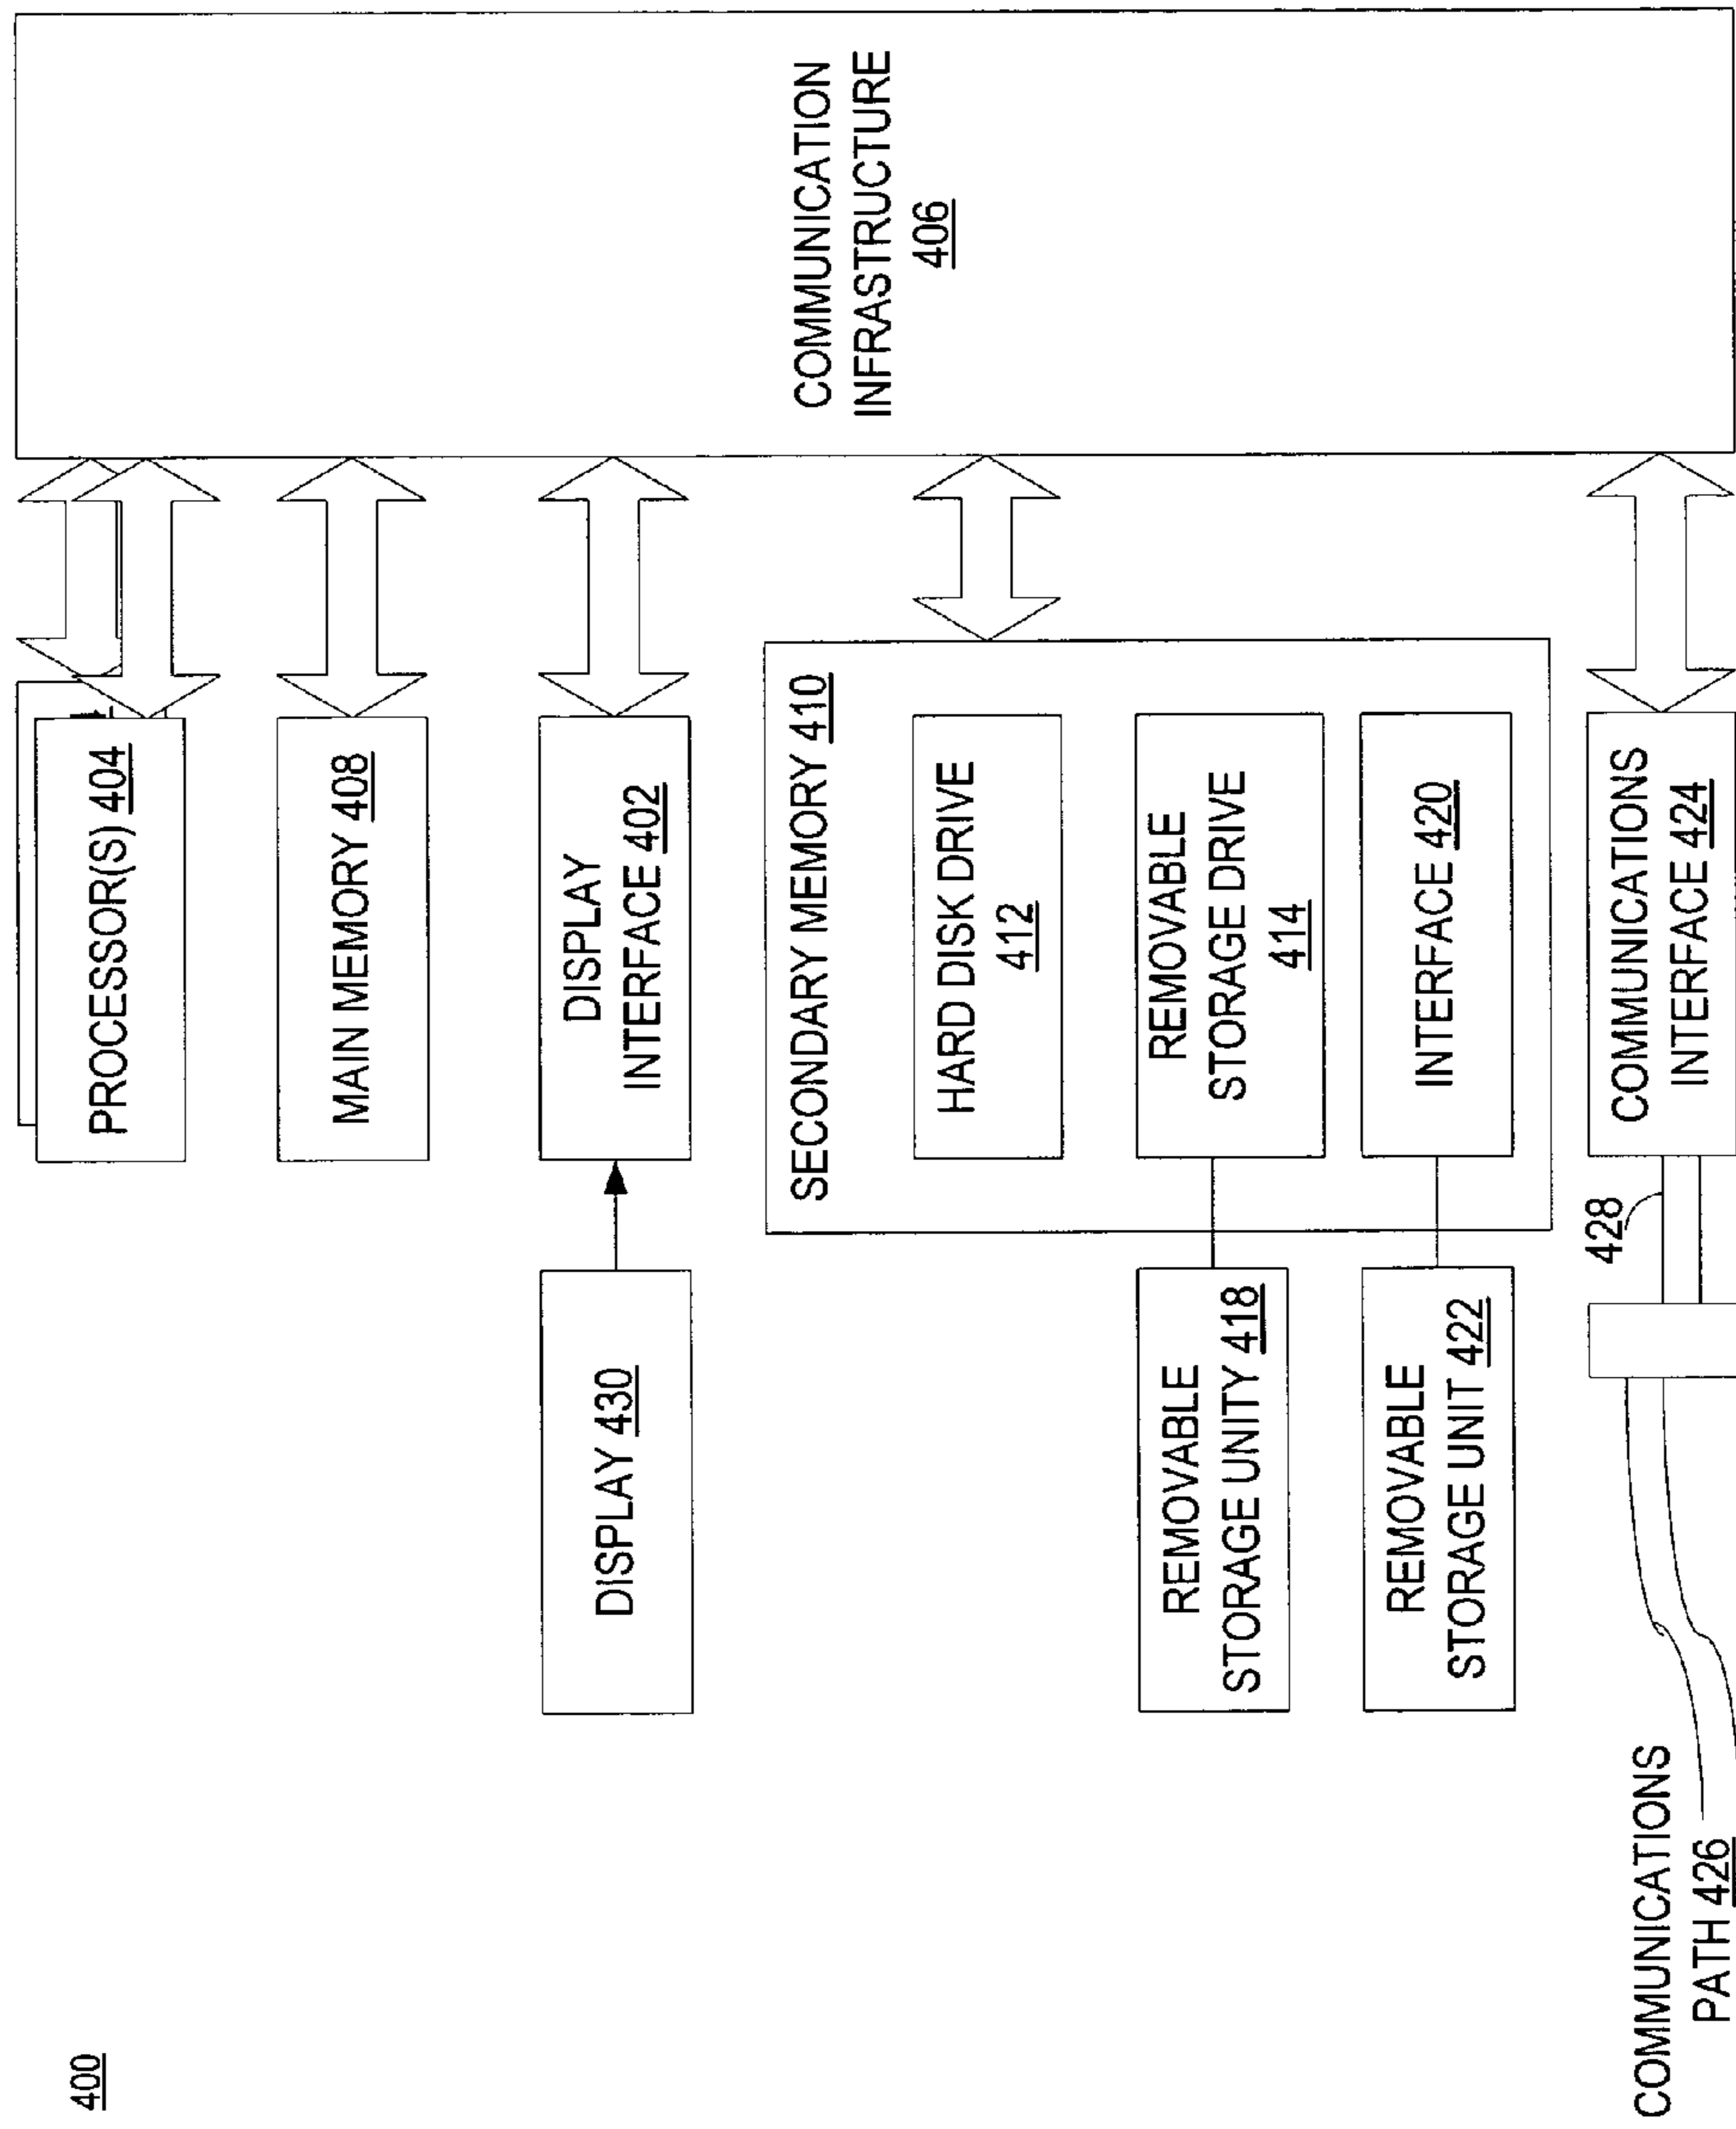 400
PROCESSOR(S) 404
MAIN MEMORY 408
DISPLAY 430
DISPLAY
INTERFACE 402
COMMUNICATION
INFRASTRUCTURE
406
SECONDARY MEMORY 410
HARD DISK DRIVE
412
REMOVABLE
STORAGE UNITY 418
REMOVABLE
STORAGE DRIVE
414
REMOVABLE
STORAGE UNIT 422
INTERFACE 420
COMMUNICATIONS
PATH 426
428
COMMUNICATIONS
INTERFACE 424